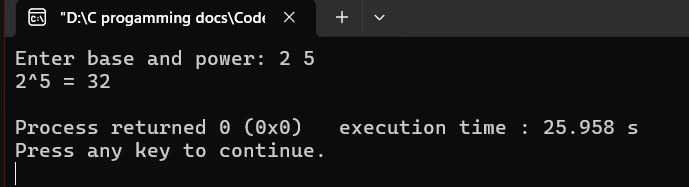 "D:\C progamming docs\Code
Enter base and power: 2 5
2^5 = 32
Process returned 0 (0x0)   execution time : 25.958 s
Press any key to continue.